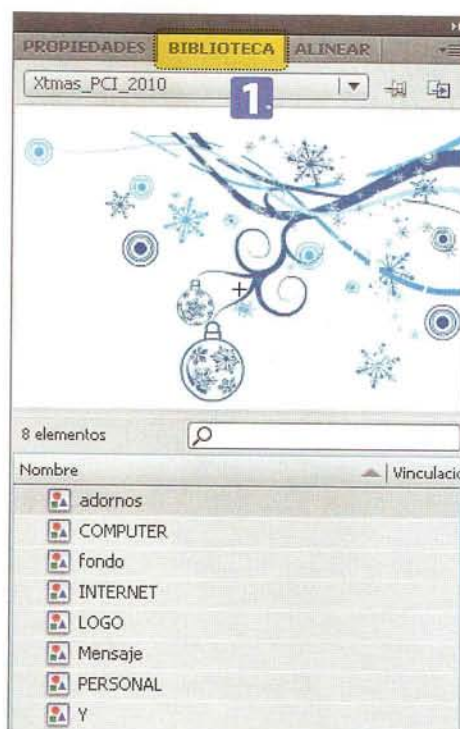 PROPIEDADES BIBLIOTECA ALINEAR
Xtmas_PCI_2010
1.
8 elementos
Nombre Vinculació
adornos
COMPUTER
fondo
INTERNET
LOGO
Mensaje
PERSONAL
Y